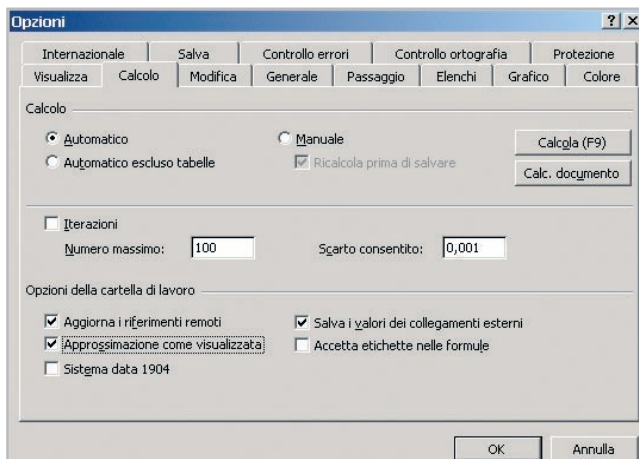 Opzioni
Internazionale Salva Controllo errori Controllo ortografia Protezione
Visualizza Calcolo Modifica Generale Passaggio Elenchi Grafico Colore
Calcolo
Automatico Manuale Calcola (F9)
Automatico escluso tabelle Ricalcola prima di salvare Calc. documento
Iterazioni
Numero massimo: 100 Scarto consentito: 0,001
Opzioni della cartella di lavoro
Aggiorna i riferimenti remoti Salva i valori dei collegamenti esterni
Approssimazione come visualizzata Accetta etichette nelle formule
Sistema data 1904
OK Annulla